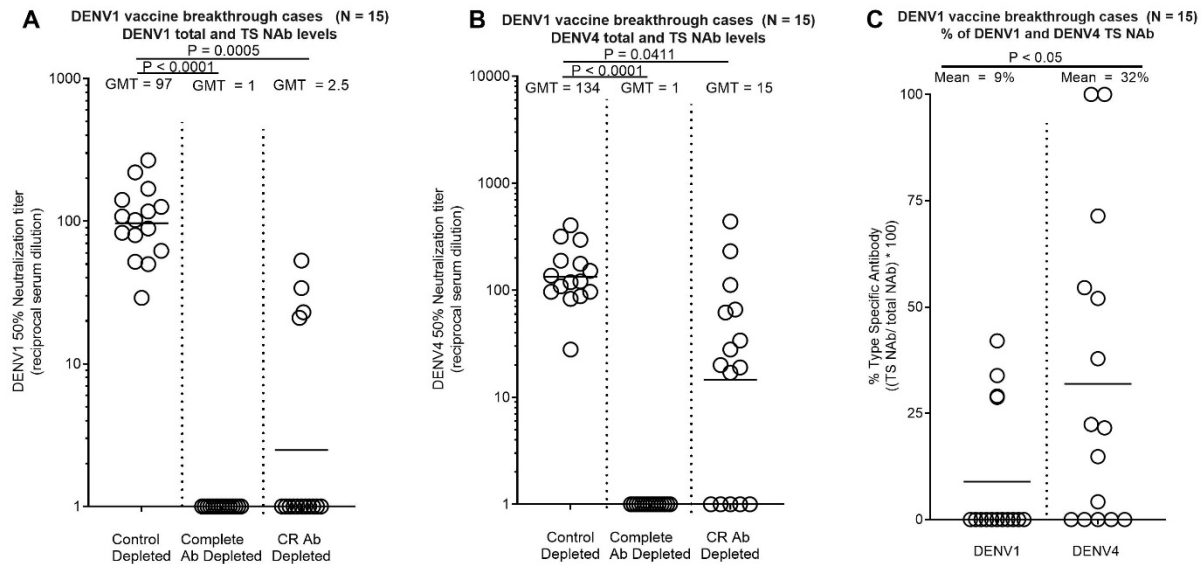 A
DENV1 vaccine breakthrough cases (N = 15)
DENV1 total and TS NAb levels
P = 0.0005
P < 0.0001
GMT = 97 GMT = 1 GMT = 2.5
1000
100
10
1
DENV1 50% Neutralization titer
(reciprocal serum dilution)
Control
Depleted
Complete
Ab Depleted
CR Ab
Depleted
B
DENV1 vaccine breakthrough cases (N = 15)
DENV4 total and TS NAb levels
P = 0.0411
P < 0.0001
GMT = 134 GMT = 1 GMT = 15
10000
1000
100
10
1
DENV4 50% Neutralization titer
(reciprocal serum dilution)
Control
Depleted
Complete
Ab Depleted
CR Ab
Depleted
C
DENV1 vaccine breakthrough cases (N = 15)
% of DENV1 and DENV4 TS NAb
P < 0.05
Mean = 9% Mean = 32%
100
75
50
25
0
% Type Specific Antibody
((TS NAb/ total NAb) * 100)
DENV1 DENV4